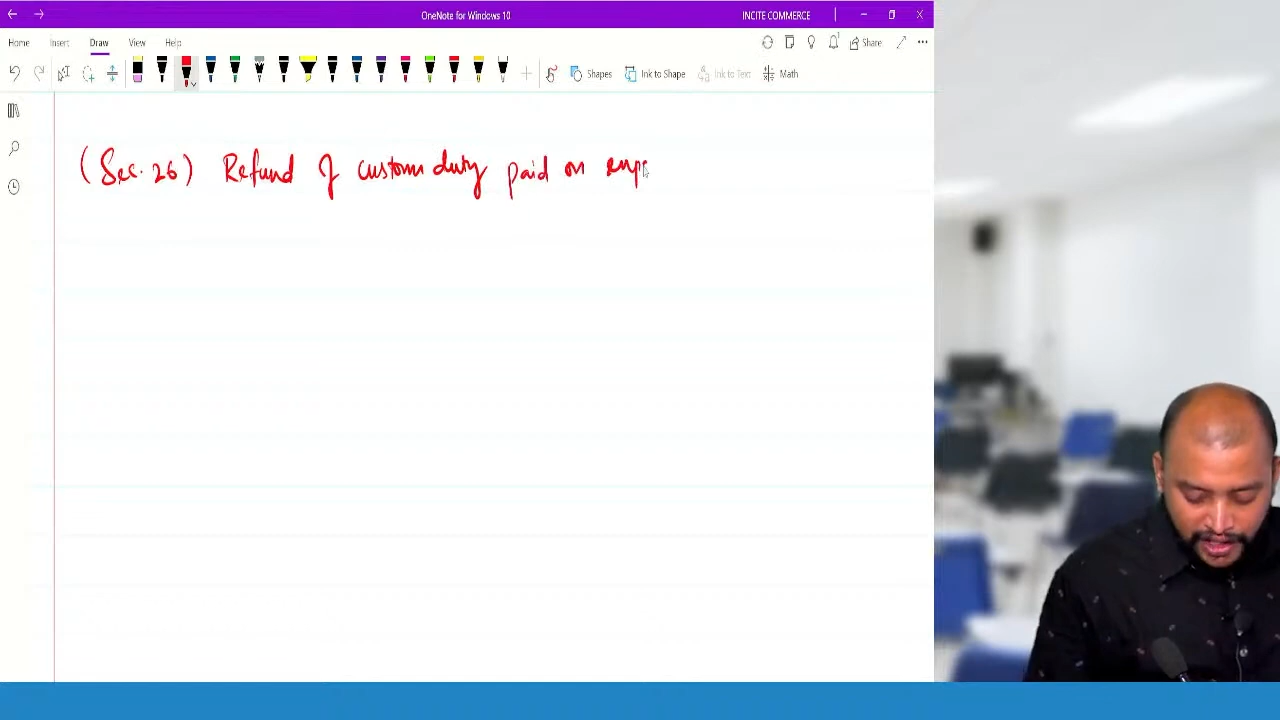 OneNote for Windows 10
INCITE COMMERCE
Home Insert Draw View Help
Share
Shapes Ink to Shape Ink to Text Math
(Sec. 26) Refund of custom duty paid on exp